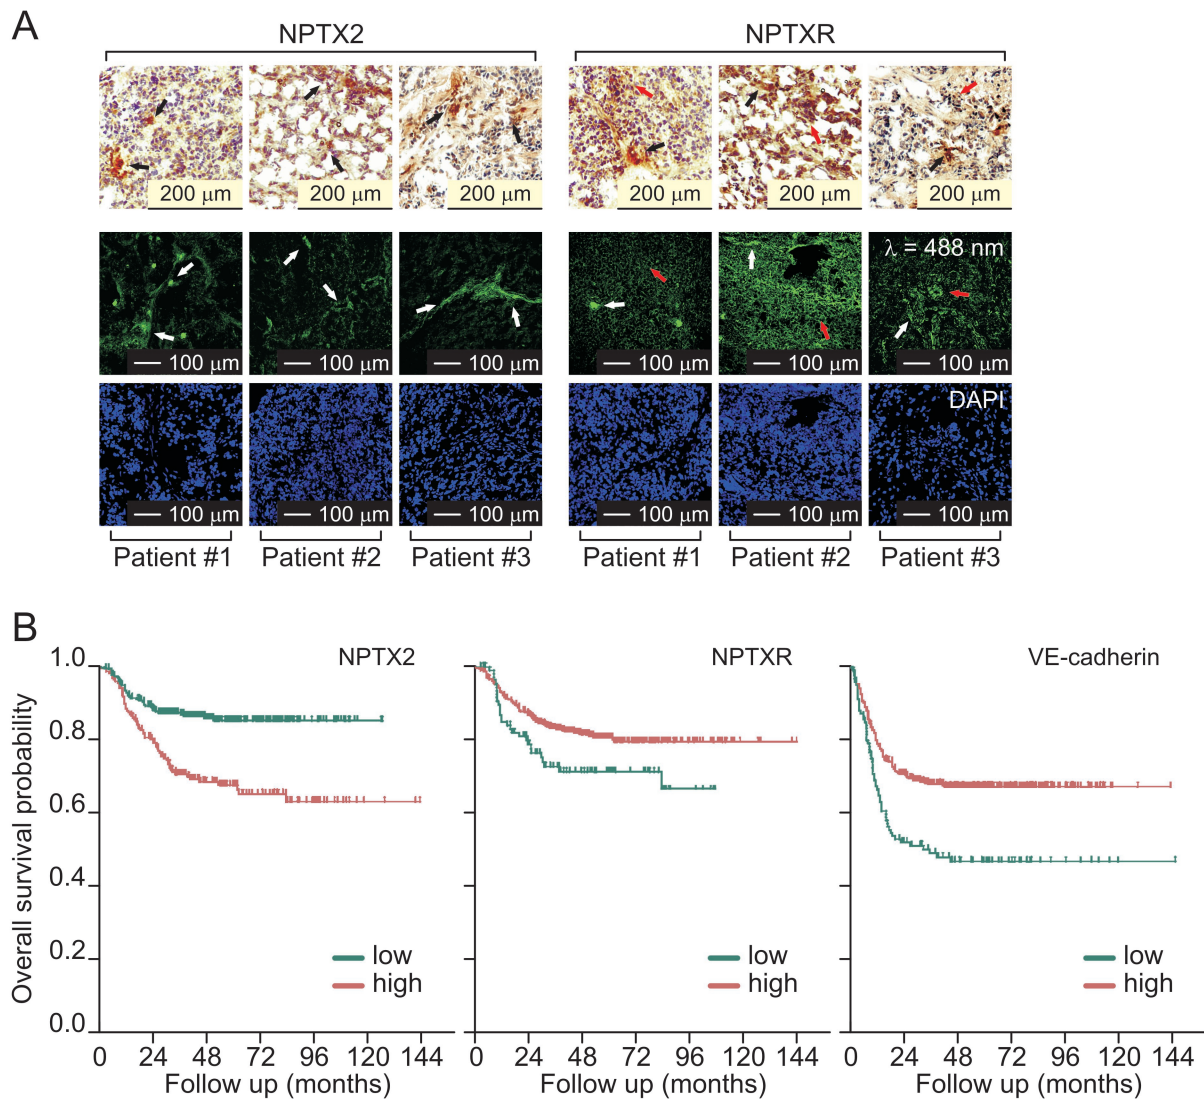 A
NPTX2 NPTXR
200 μm 200 μm 200 μm 200 μm 200 μm 200 μm
λ = 488 nm
100 μm 100 μm 100 μm 100 μm 100 μm 100 μm
DAPI
100 μm 100 μm 100 μm 100 μm 100 μm 100 μm
Patient #1 Patient #2 Patient #3 Patient #1 Patient #2 Patient #3
B
NPTX2 NPTXR VE-cadherin
Overall survival probability
1.0
0.8
0.6
0.4
0.2
0.0
low low low
high high high
0 24 48 72 96 120 144 0 24 48 72 96 120 144 0 24 48 72 96 120 144
Follow up (months) Follow up (months) Follow up (months)